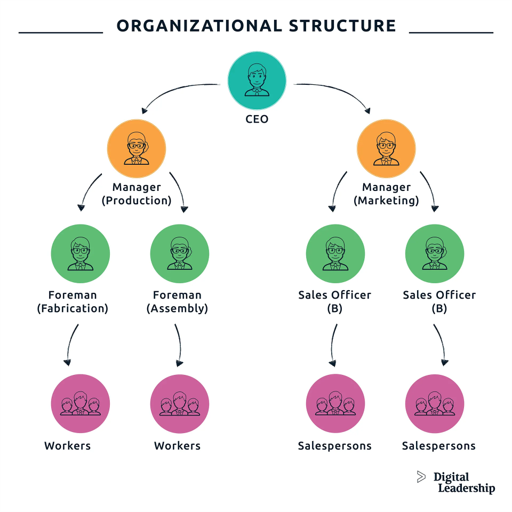 ORGANIZATIONAL STRUCTURE
CEO
Manager
(Production)
Manager
(Marketing)
Foreman
(Fabrication)
Foreman
(Assembly)
Sales Officer
(B)
Sales Officer
(B)
Workers
Workers
Salespersons
Salespersons
Digital
Leadership